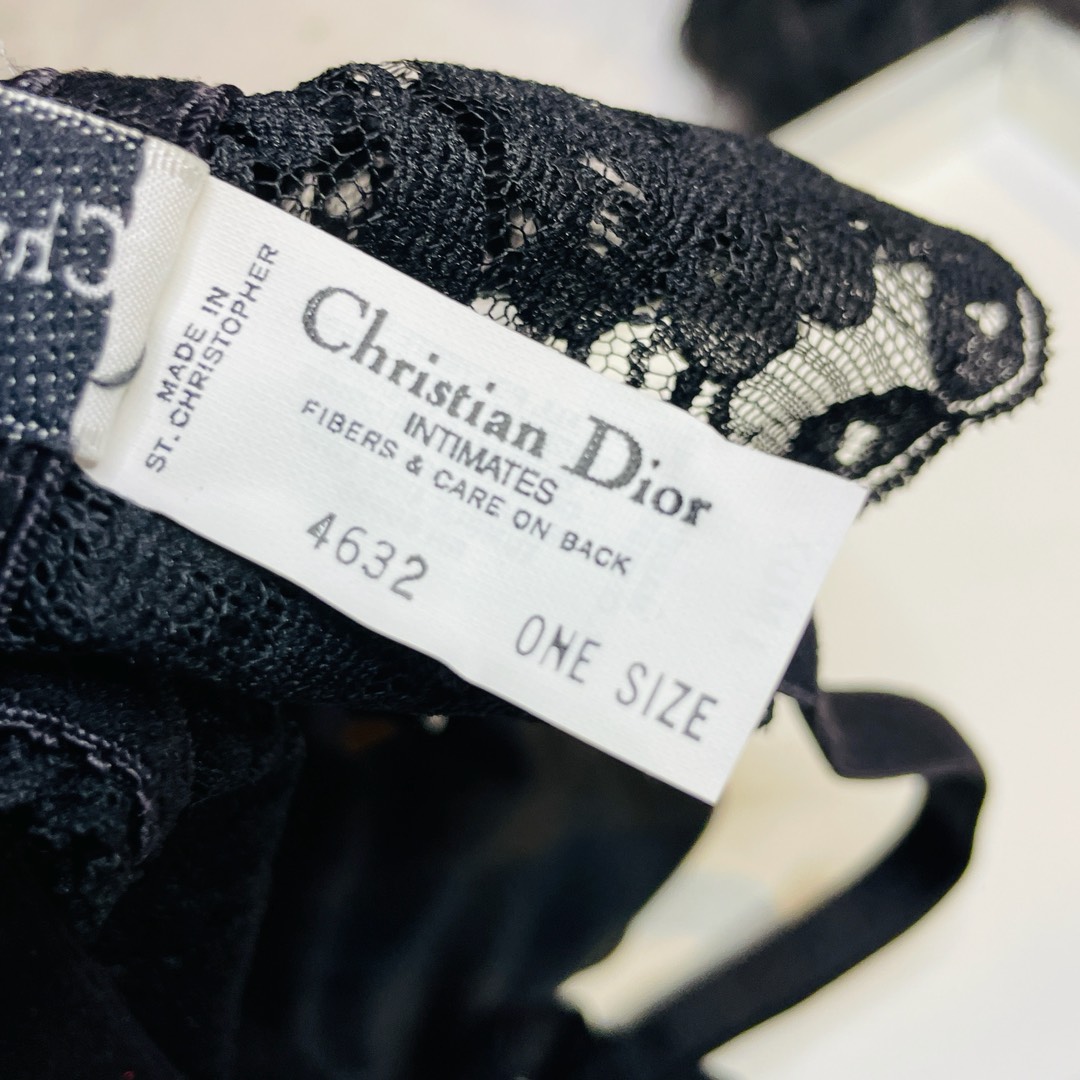 MADE IN
ST. CHRISTOPHER
Christian Dior
INTIMATES
FIBERS & CARE ON BACK
4632
ONE SIZE